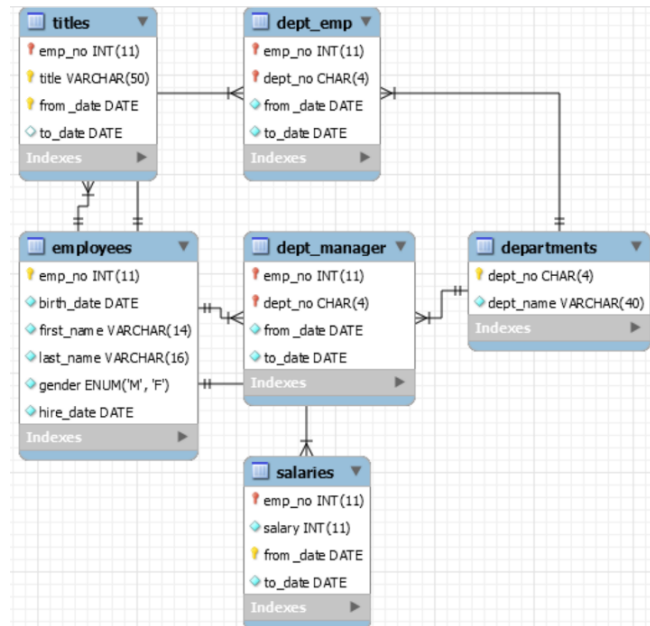 titles
emp_no INT(11)
title VARCHAR(50)
from_date DATE
to_date DATE
Indexes
dept_emp
emp_no INT(11)
dept_no CHAR(4)
from_date DATE
to_date DATE
Indexes
employees
emp_no INT(11)
birth_date DATE
first_name VARCHAR(14)
last_name VARCHAR(16)
gender ENUM('M', 'F')
hire_date DATE
Indexes
dept_manager
emp_no INT(11)
dept_no CHAR(4)
from_date DATE
to_date DATE
Indexes
departments
dept_no CHAR(4)
dept_name VARCHAR(40)
Indexes
salaries
emp_no INT(11)
salary INT(11)
from_date DATE
to_date DATE
Indexes